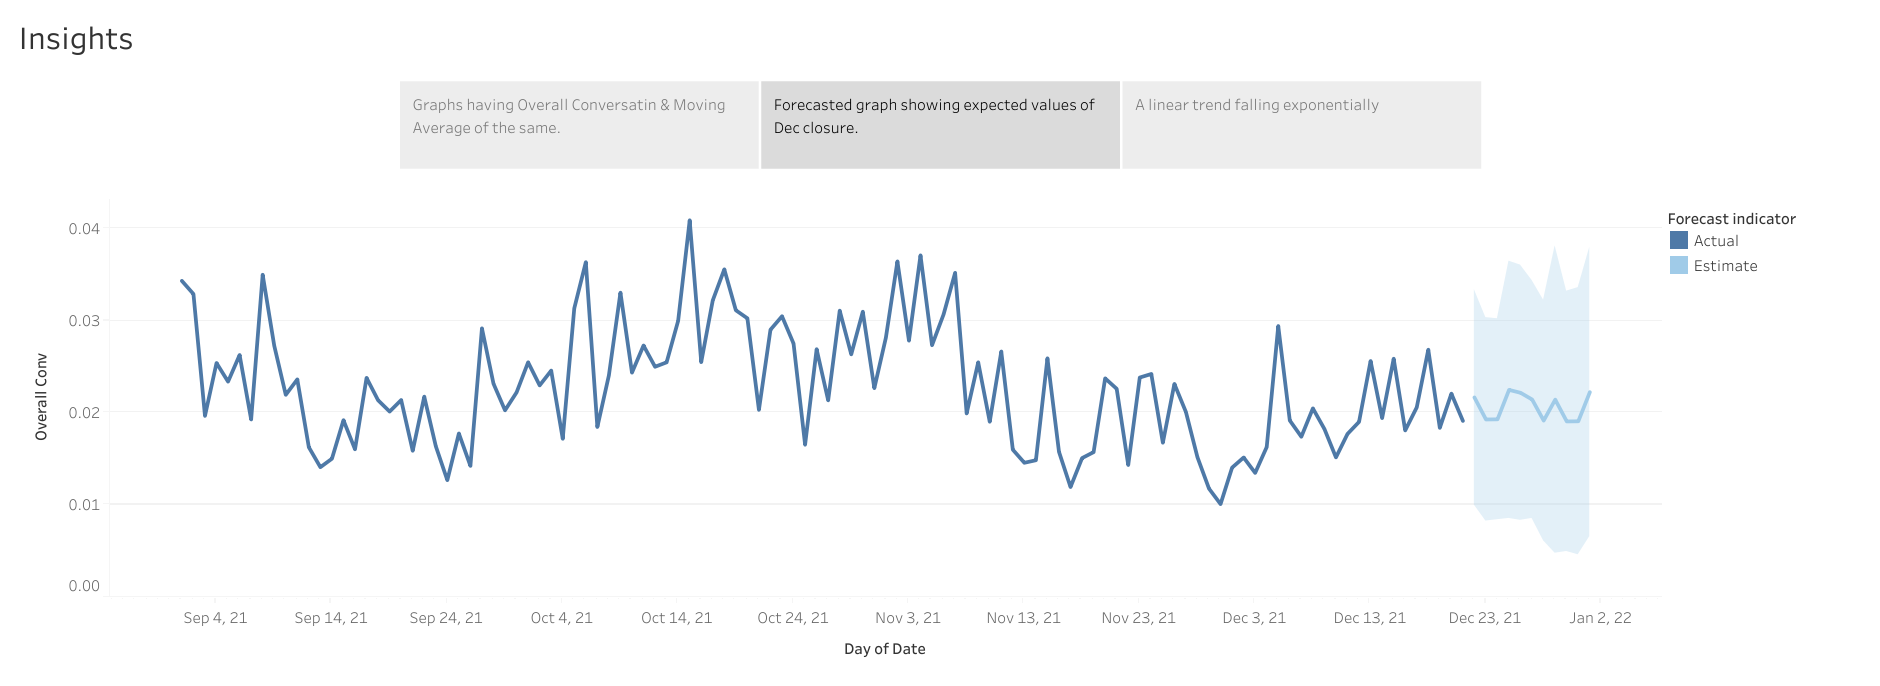 Insights
Graphs having Overall Conversatin & Moving
Average of the same.
Forecasted graph showing expected values of
Dec closure.
A linear trend falling exponentially
Forecast indicator
Actual
Estimate
Overall Conv
0.04
0.03
0.02
0.01
0.00
Sep 4, 21
Sep 14, 21
Sep 24, 21
Oct 4, 21
Oct 14, 21
Oct 24, 21
Nov 3, 21
Nov 13, 21
Nov 23, 21
Dec 3, 21
Dec 13, 21
Dec 23, 21
Jan 2, 22
Day of Date